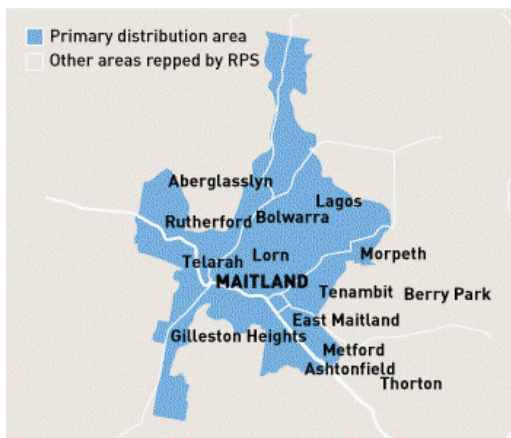 Primary distribution area
Other areas repped by RPS
Aberglasslyn
Lagos
Rutherford
Bolwarra
Telarah
Lorn
Morpeth
MAITLAND
Tenambit
Berry Park
East Maitland
Gilleston Heights
Metford
Ashtonfield
Thorton